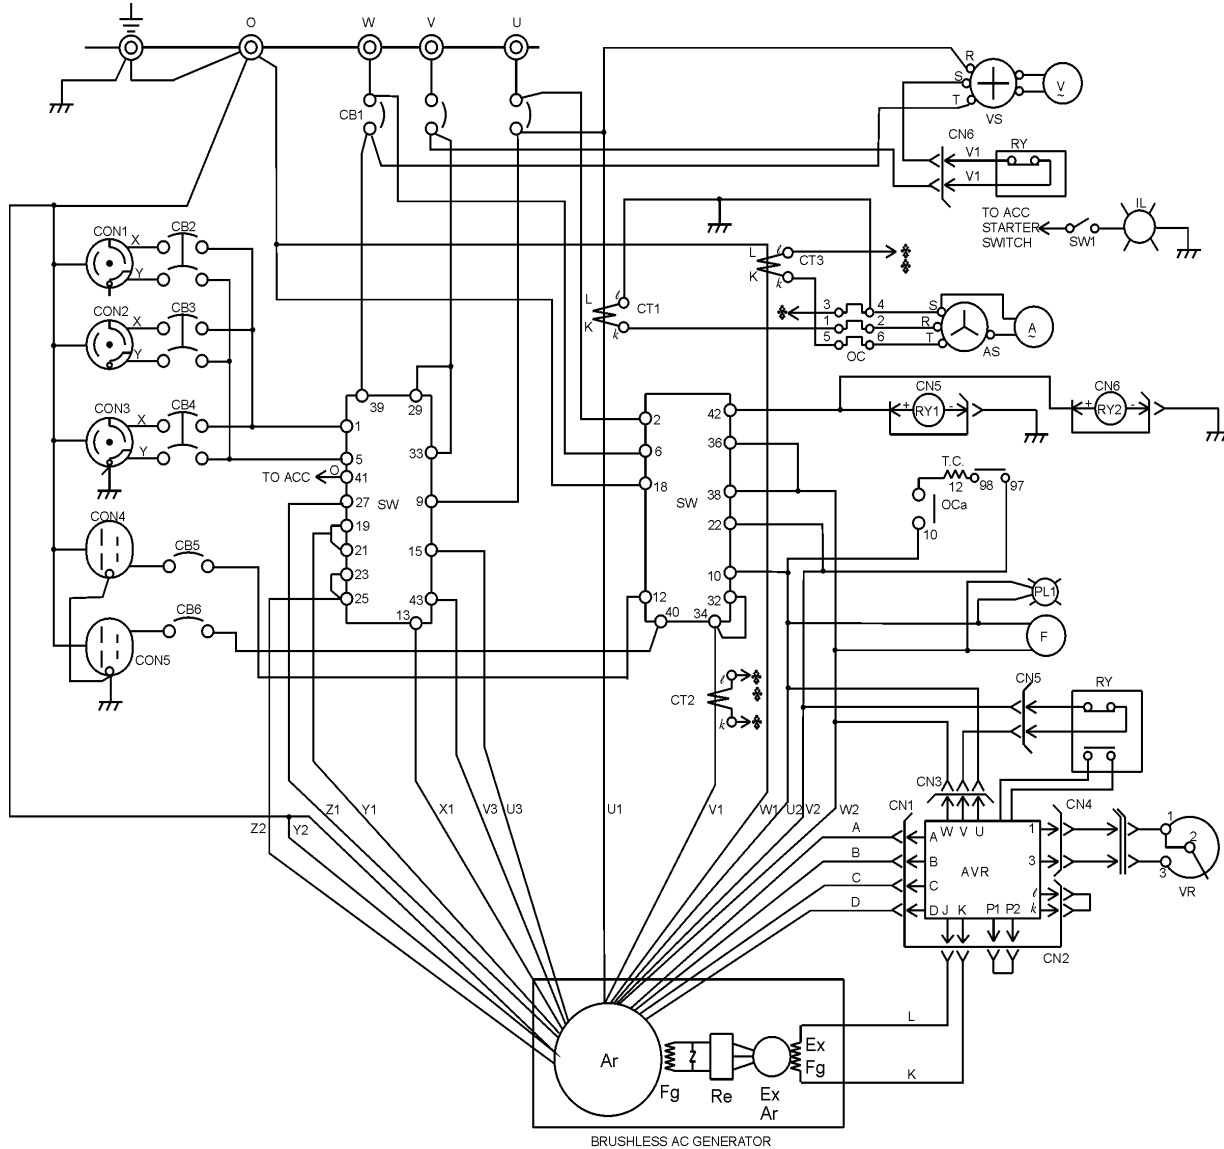 O W V U
R
S
T
VS
V
~
CB1
CN6
V1
RY
V1
TO ACC
STARTER
SWITCH
SW1
IL
CON1 X CB2
Y
CON2 X CB3
Y
CON3 X CB4
Y
L
K
ℓ
k
CT1
L
K
ℓ
k
CT3
3 4
1 2
5 6
OC
S
R
T
AS
A
~
39 29
1
5
TO ACC O 41
27
19
21
23
25
13
33
9
15
43
SW
2
6
18
12
40 34
42
36
38
22
10
32
SW
CN5
+ RY1 -
CN6
+ RY2 -
T.C.
12 98 97
OCa
10
CON4
CB5
CB6
CON5
PL1
F
ℓ
k
CT2
CN5
RY
Z2 Y2 Z1 Y1 X1 V3 U3 U1 V1 W1 U2 V2 W2
CN3
CN1
CN4
A
B
C
D
A W V U 1
B
C
D J K P1 P2
3
ℓ
k
AVR
CN2
1
2
3
VR
L
K
Ar
Fg
Re
Ex
Ar
Ex
Fg
BRUSHLESS AC GENERATOR